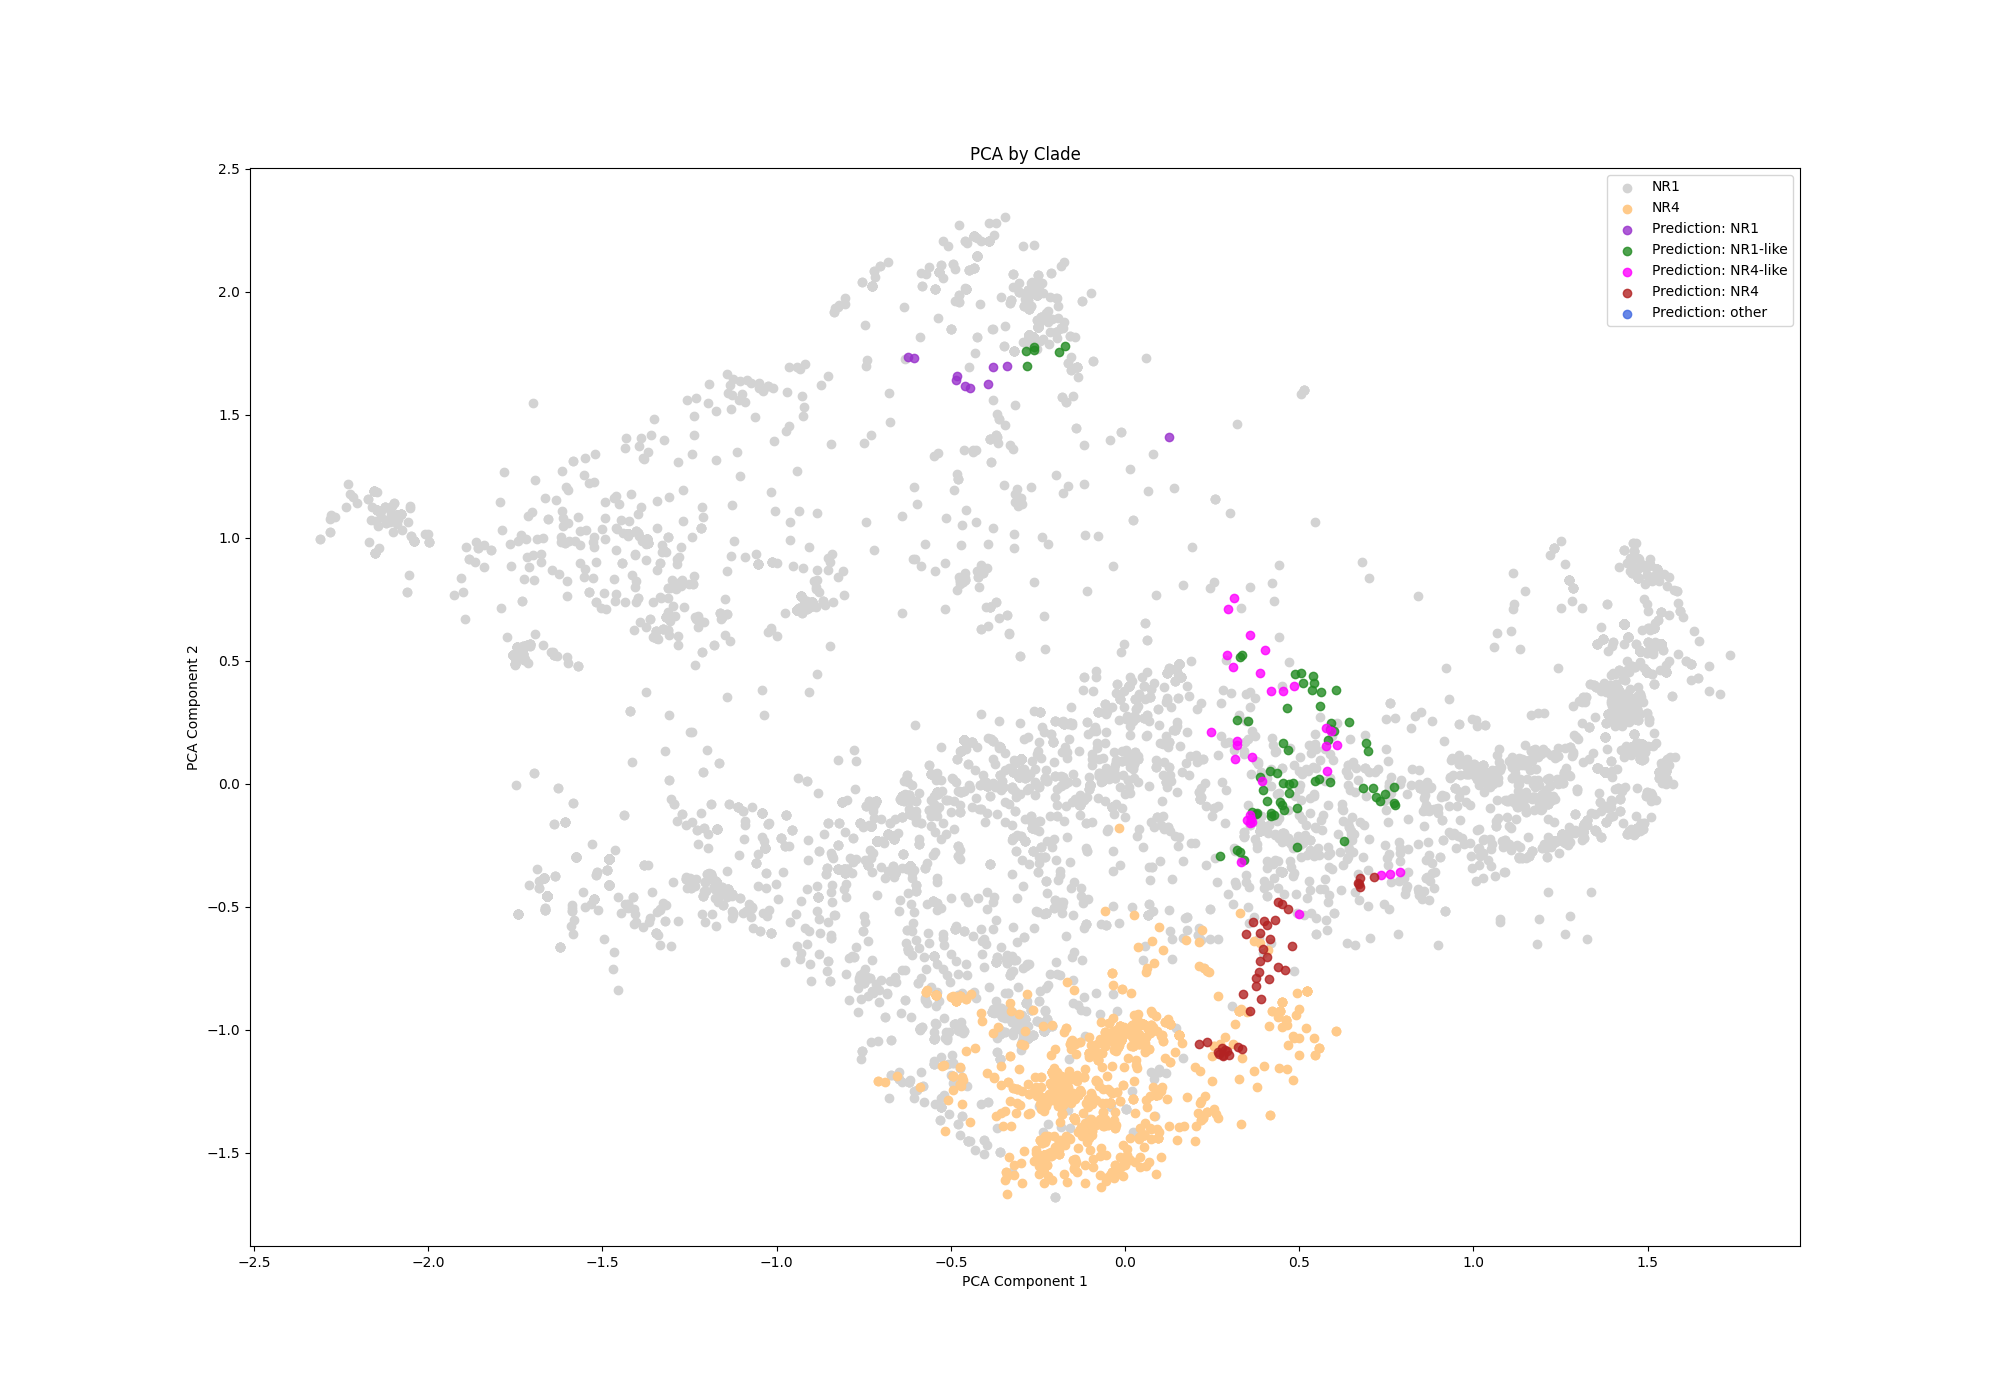 PCA by Clade
NR1
NR4
Prediction: NR1
Prediction: NR1-like
Prediction: NR4-like
Prediction: NR4
Prediction: other
2.5
2.0
1.5
1.0
0.5
0.0
−0.5
−1.0
−1.5
PCA Component 2
−2.5 −2.0 −1.5 −1.0 −0.5 0.0 0.5 1.0 1.5
PCA Component 1